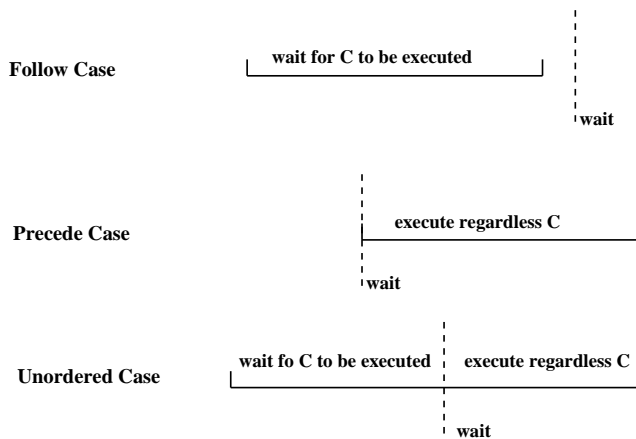 wait for C to be executed
Follow Case
wait
execute regardless C
Precede Case
wait
wait fo C to be executed execute regardless C
Unordered Case
wait